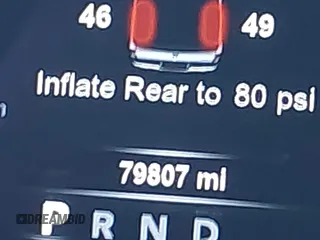 46 49
Inflate Rear to 80 psi
79807 mi
P R N D
DREAMBID